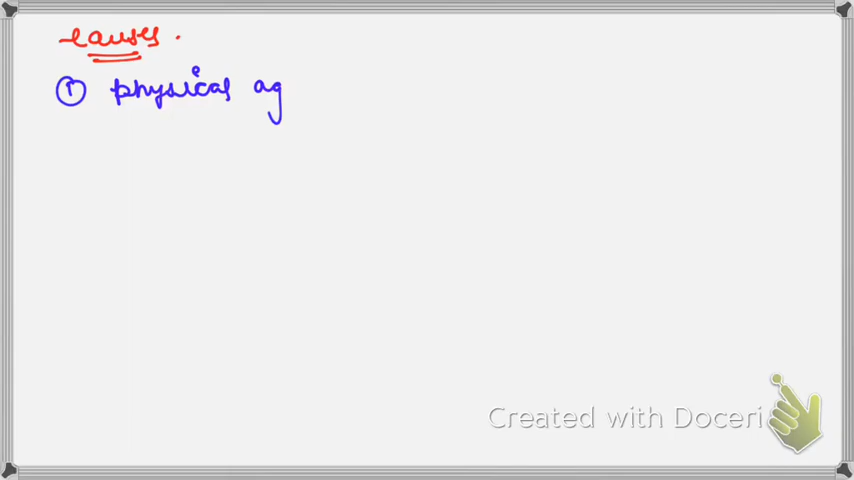 causes.
① physical ag
Created with Doceri